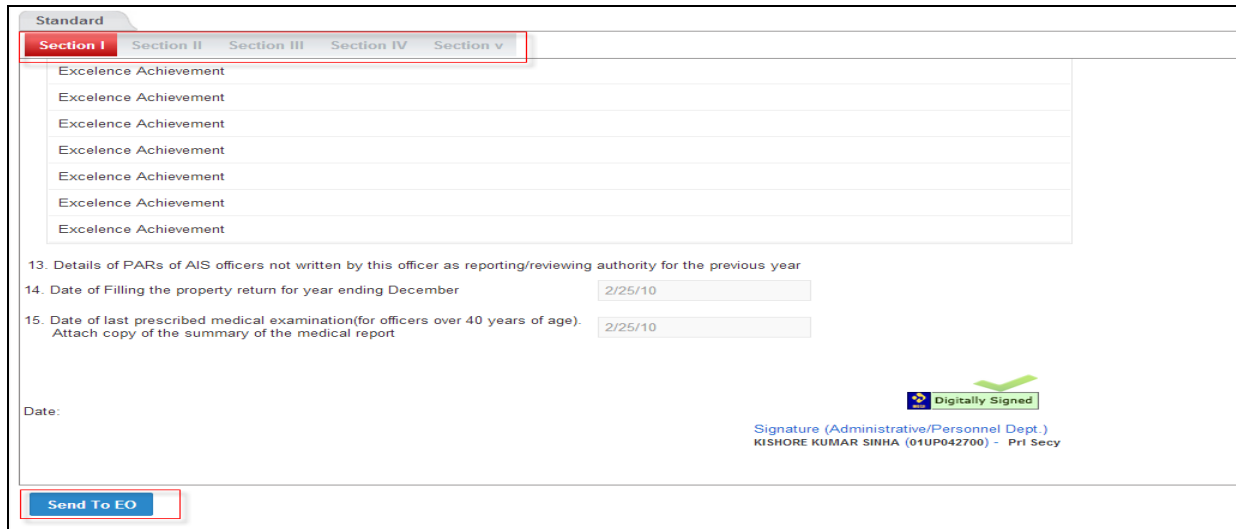 Standard
Section I Section II Section III Section IV Section v
Excelence Achievement
Excelence Achievement
Excelence Achievement
Excelence Achievement
Excelence Achievement
Excelence Achievement
Excelence Achievement
13. Details of PARs of AIS officers not written by this officer as reporting/reviewing authority for the previous year
14. Date of Filling the property return for year ending December 2/25/10
15. Date of last prescribed medical examination(for officers over 40 years of age). 2/25/10
Attach copy of the summary of the medical report
Digitally Signed
Date:
Signature (Administrative/Personnel Dept.)
KISHORE KUMAR SINHA (01UP042700) - Prl Secy
Send To EO